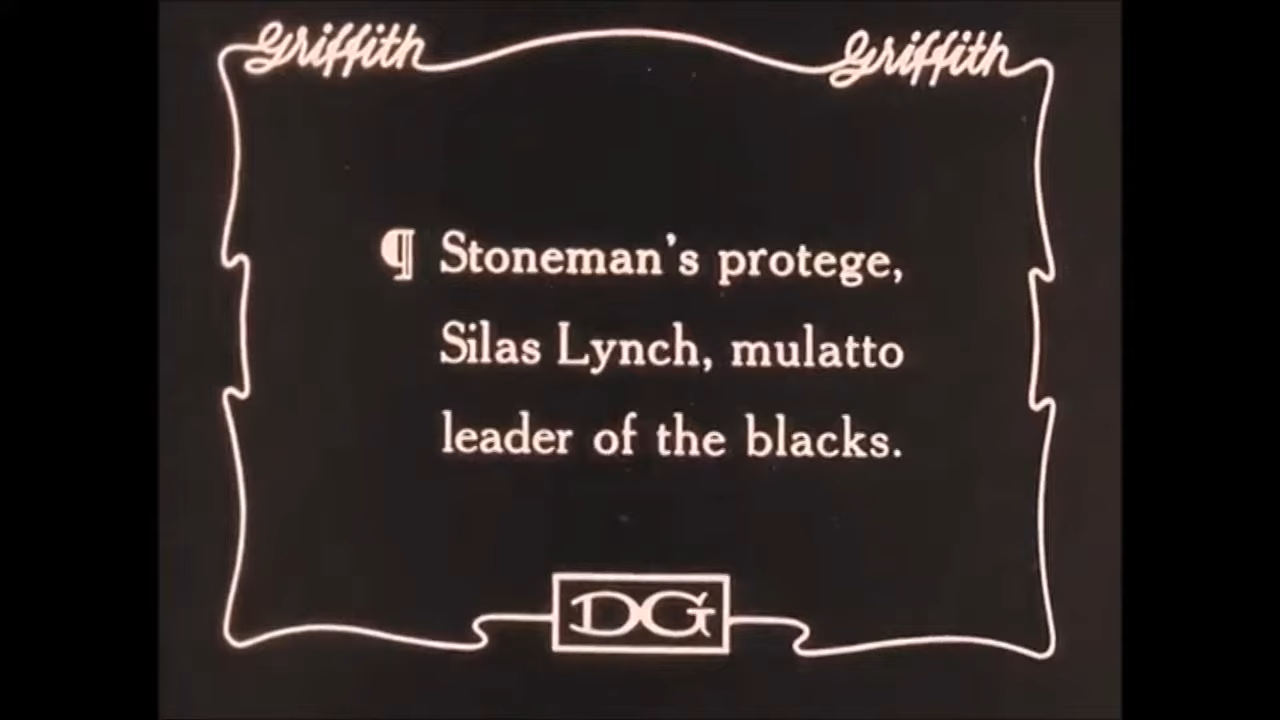 Griffith Griffith
¶ Stoneman's protege,
Silas Lynch, mulatto
leader of the blacks.
DG